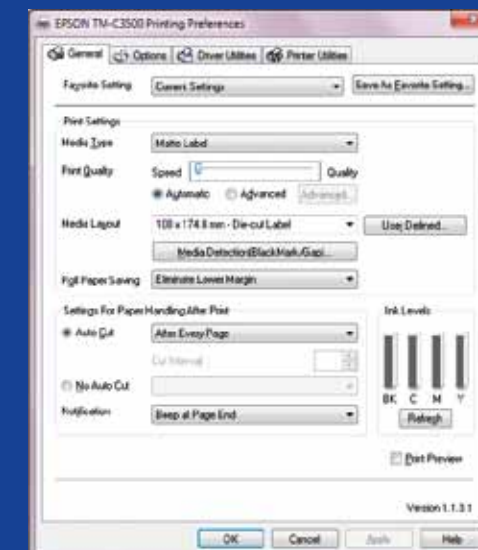 EPSON TM-C3500 Printing Preferences
General Options Driver Utilities Printer Utilities
Favorite Setting Current Settings Save As Favorite Setting...
Print Settings
Media Type Matte Label
Print Quality Speed Quality
Automatic Advanced Advanced...
Media Layout 108 x 174.8 mm - Die-cut Label User Defined...
Media Detection(BlackMark/Gap)...
Roll Paper Saving Eliminate Lower Margin
Settings For Paper Handling After Print
Ink Levels
Auto Cut After Every Page
Cut Interval
No Auto Cut
BK C M Y
Notification Beep at Page End
Refresh
Print Preview
Version 1.1.3.1
OK Cancel Apply Help